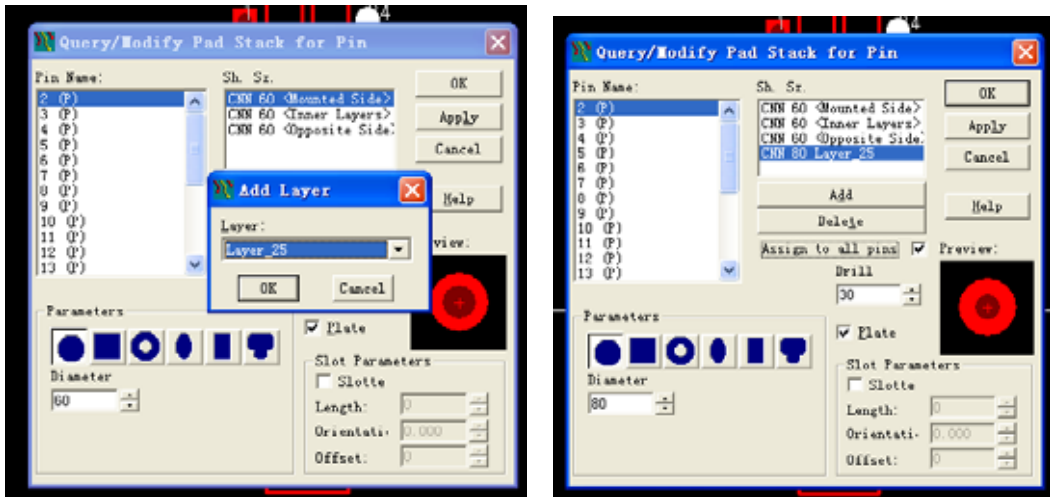 4
Query/Modify Pad Stack for Pin
Pin Name:
2 (P)
3 (P)
4 (P)
5 (P)
6 (P)
7 (P)
8 (P)
9 (P)
10 (P)
11 (P)
12 (P)
13 (P)
Sh. Sz.
CNN 60 <Mounted Side>
CNN 60 <Inner Layers>
CNN 60 <Opposite Side
OK
Apply
Cancel
Help
view:
Add Layer
Layer:
Layer_25
OK
Cancel
Parameters
Diameter
60
Plate
Slot Parameters
Slotte
Length:
0
Orientati
0.000
Offset:
0
4
Query/Modify Pad Stack for Pin
Pin Name:
2 (P)
3 (P)
4 (P)
5 (P)
6 (P)
7 (P)
8 (P)
9 (P)
10 (P)
11 (P)
12 (P)
13 (P)
Sh. Sz.
CNN 60 <Mounted Side>
CNN 60 <Inner Layers>
CNN 60 <Opposite Side
CNN 80 Layer_25
Add
Delete
Assign to all pins
OK
Apply
Cancel
Help
Preview:
Drill
30
Parameters
Diameter
80
Plate
Slot Parameters
Slotte
Length:
0
Orientati
0.000
Offset:
0